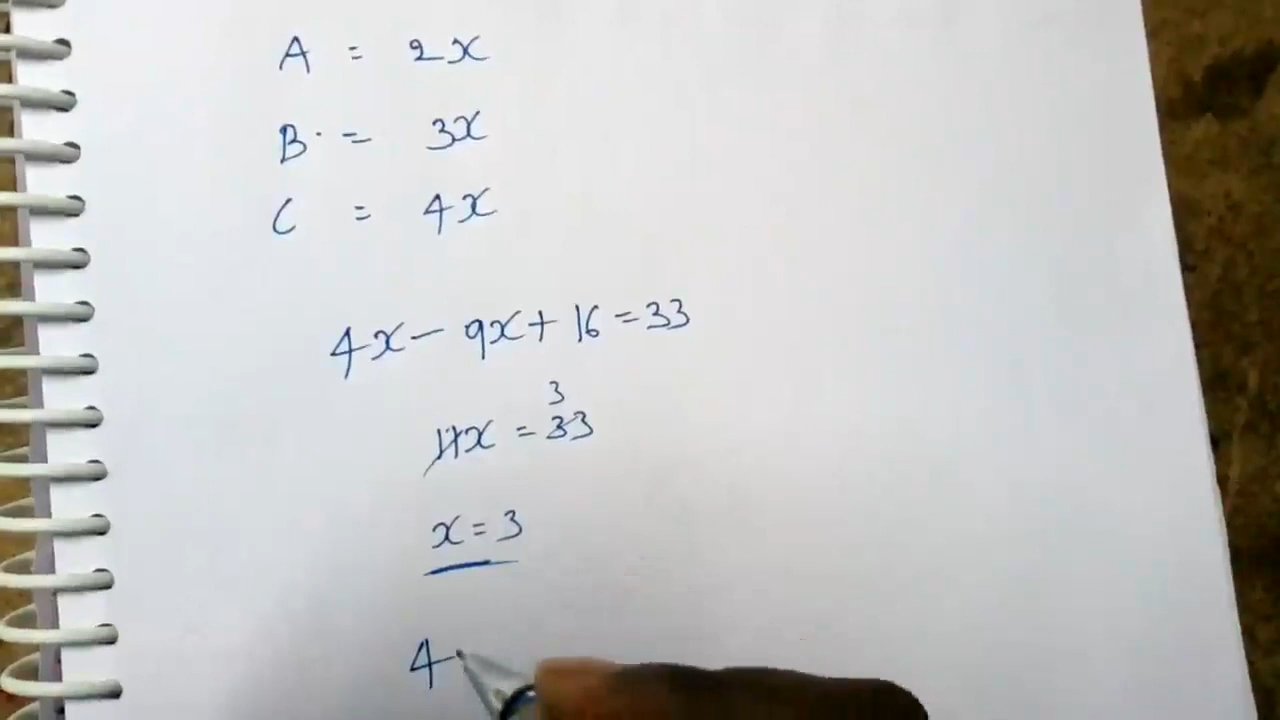 A = 2x
B = 3x
C = 4x
4x - 9x + 16 = 33
3
11x = 33
x = 3
4